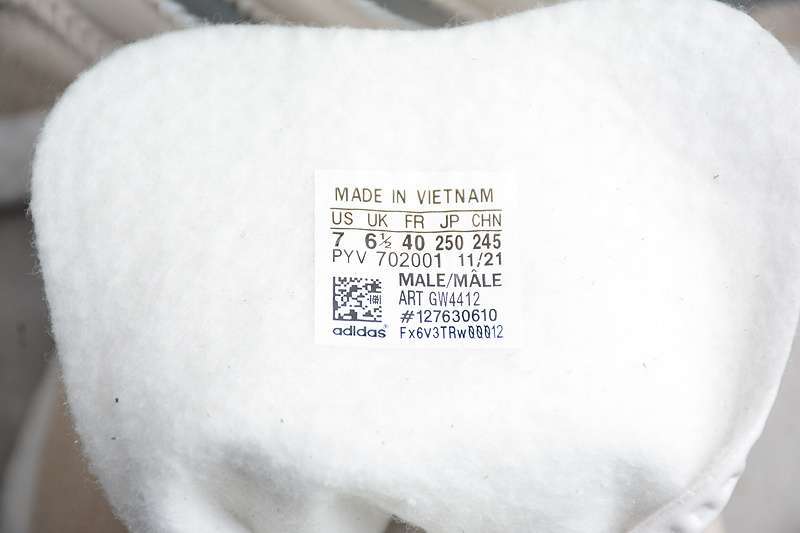 MADE IN VIETNAM
US UK FR JP CHN
7 6½ 40 250 245
PYV 702001 11/21
MALE/MÂLE
ART GW4412
#127630610
adidas Fx6V3TRw00012